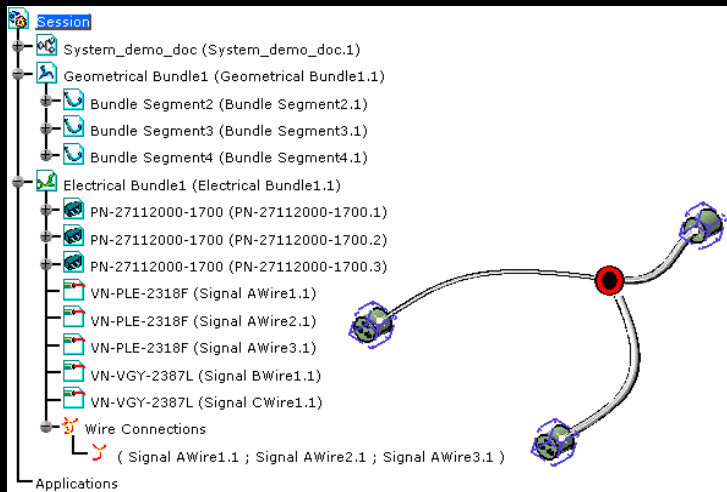 Session
System_demo_doc (System_demo_doc.1)
Geometrical Bundle1 (Geometrical Bundle1.1)
Bundle Segment2 (Bundle Segment2.1)
Bundle Segment3 (Bundle Segment3.1)
Bundle Segment4 (Bundle Segment4.1)
Electrical Bundle1 (Electrical Bundle1.1)
PN-27112000-1700 (PN-27112000-1700.1)
PN-27112000-1700 (PN-27112000-1700.2)
PN-27112000-1700 (PN-27112000-1700.3)
VN-PLE-2318F (Signal AWire1.1)
VN-PLE-2318F (Signal AWire2.1)
VN-PLE-2318F (Signal AWire3.1)
VN-VGY-2387L (Signal BWire1.1)
VN-VGY-2387L (Signal CWire1.1)
Wire Connections
( Signal AWire1.1 ; Signal AWire2.1 ; Signal AWire3.1 )
Applications